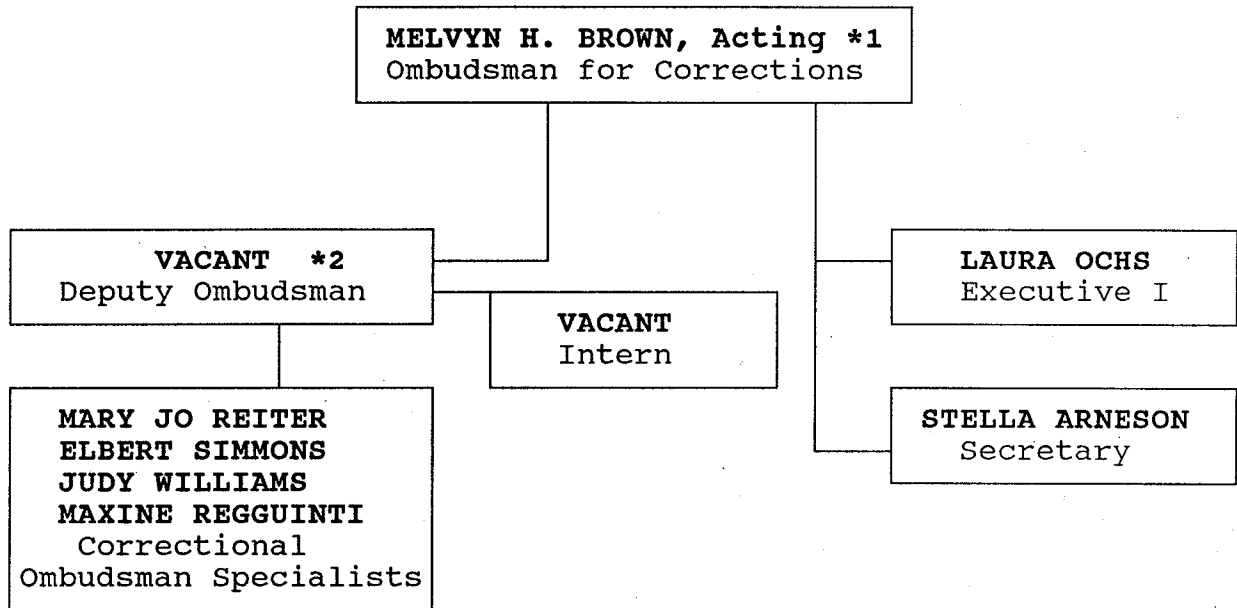 MELVYN H. BROWN, Acting *1
Ombudsman for Corrections
VACANT *2
Deputy Ombudsman
VACANT
Intern
LAURA OCHS
Executive I
MARY JO REITER
ELBERT SIMMONS
JUDY WILLIAMS
MAXINE REGGUINTI
Correctional
Ombudsman Specialists
STELLA ARNESON
Secretary